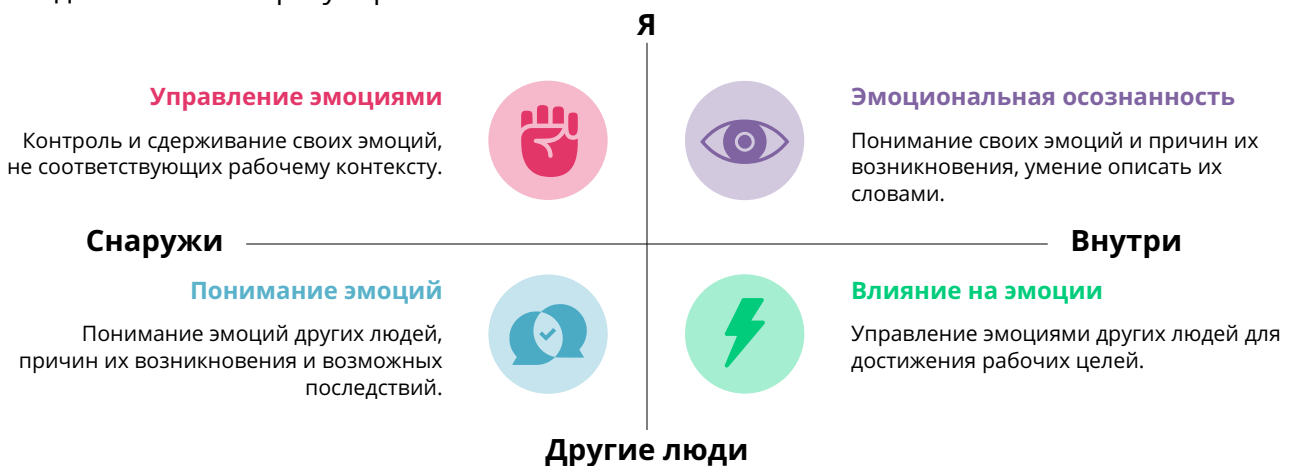 Я
Управление эмоциями
Контроль и сдерживание своих эмоций,
не соответствующих рабочему контексту.
Эмоциональная осознанность
Понимание своих эмоций и причин их
возникновения, умение описать их
словами.
Снаружи
Внутри
Понимание эмоций
Понимание эмоций других людей,
причин их возникновения и возможных
последствий.
Влияние на эмоции
Управление эмоциями других людей для
достижения рабочих целей.
Другие люди